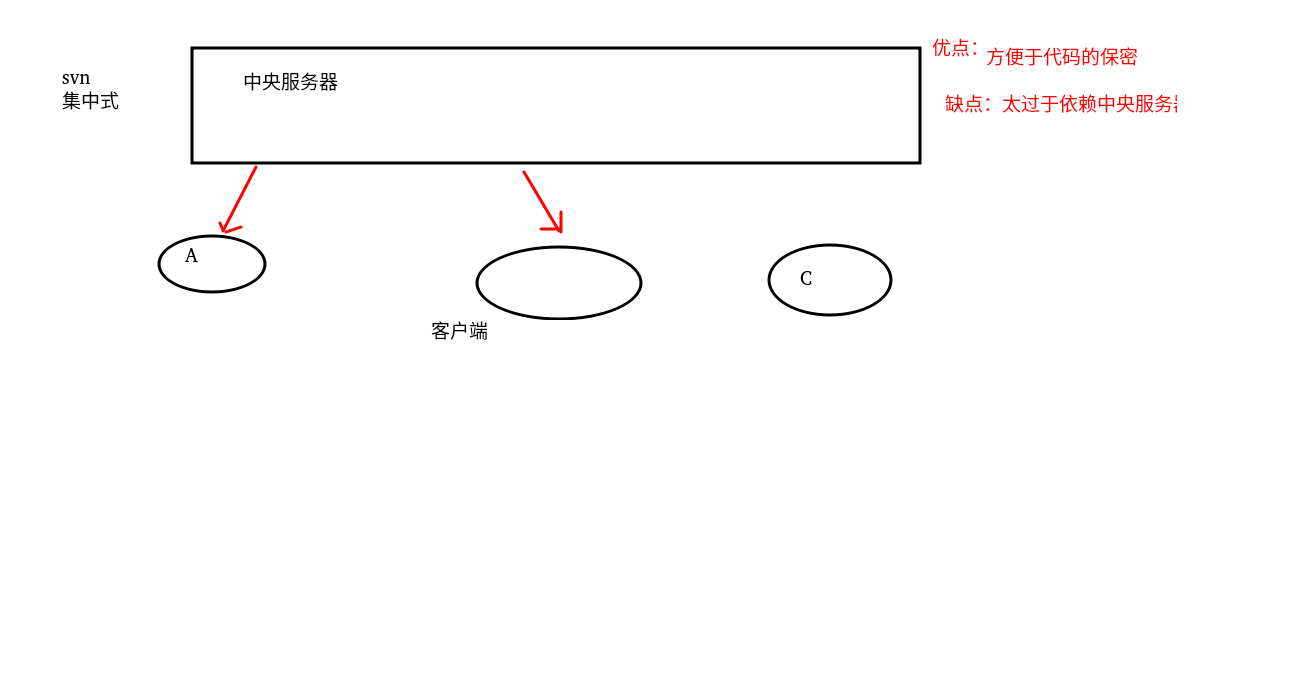 svn
集中式
中央服务器
优点：
方便于代码的保密
缺点：太过于依赖中央服务器
A
C
客户端